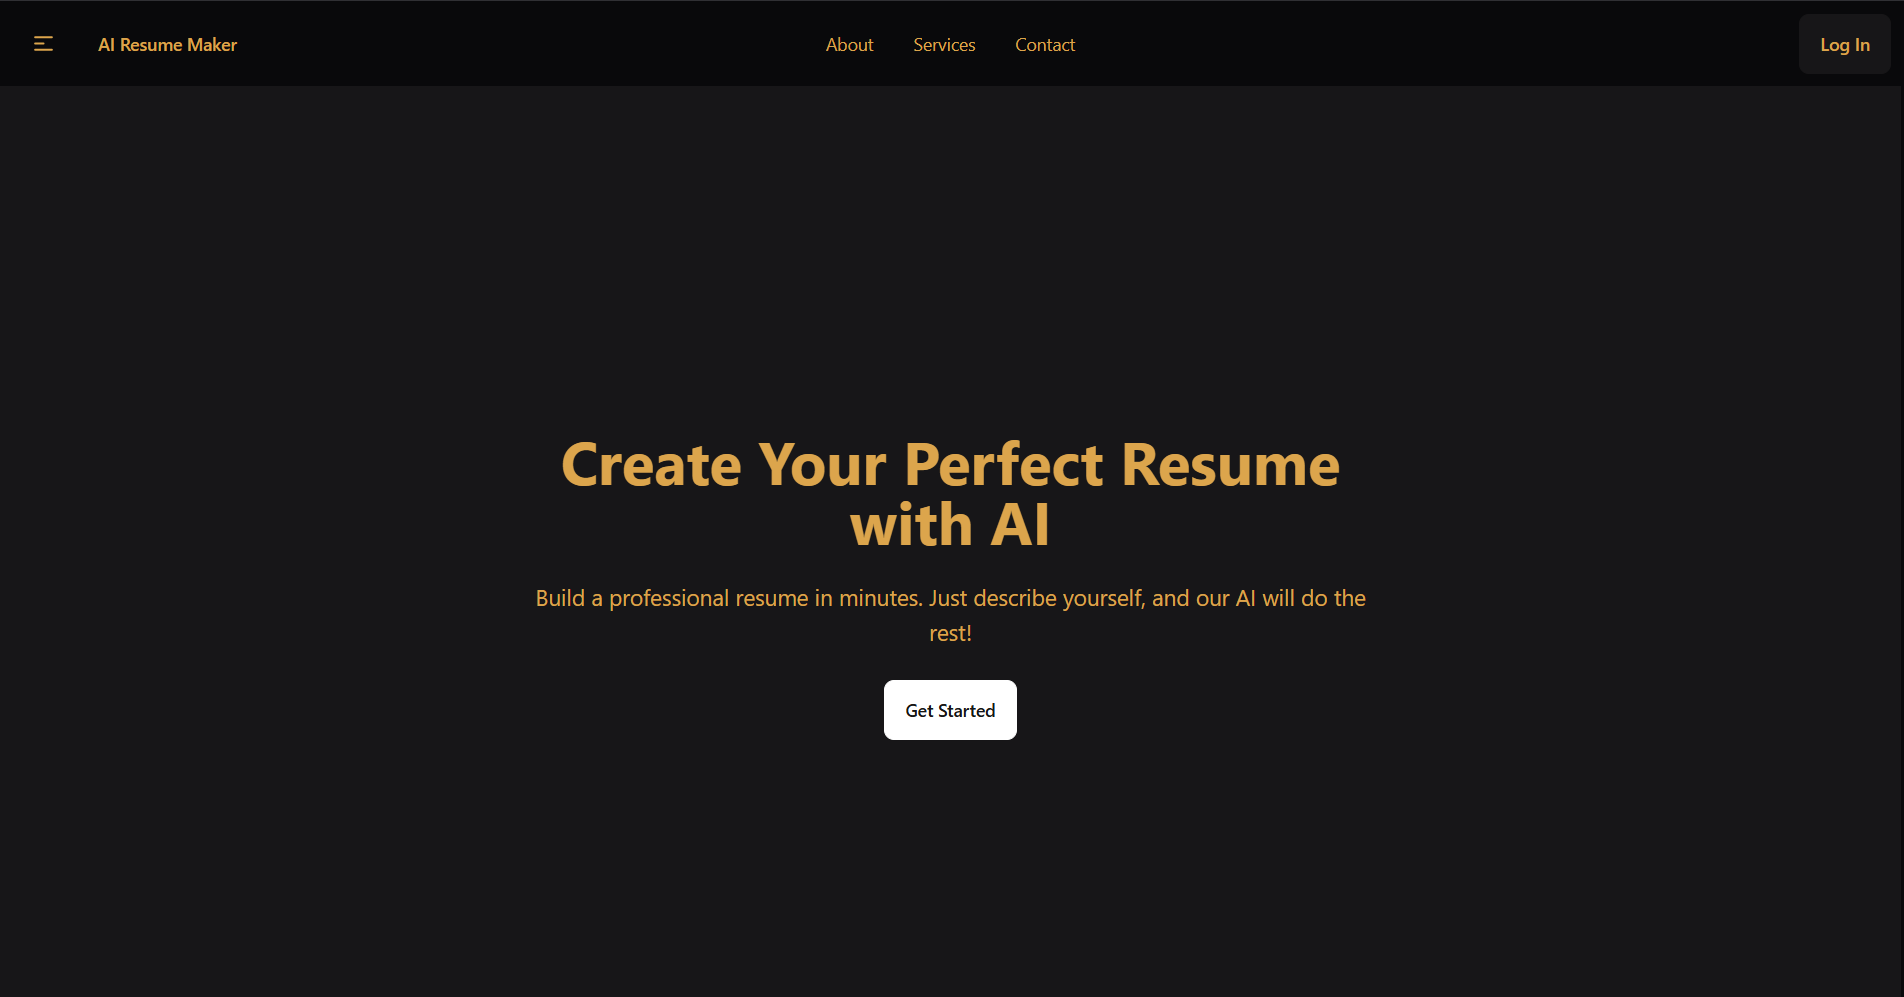 AI Resume Maker
About
Services
Contact
Log In
Create Your Perfect Resume
with AI
Build a professional resume in minutes. Just describe yourself, and our AI will do the
rest!
Get Started